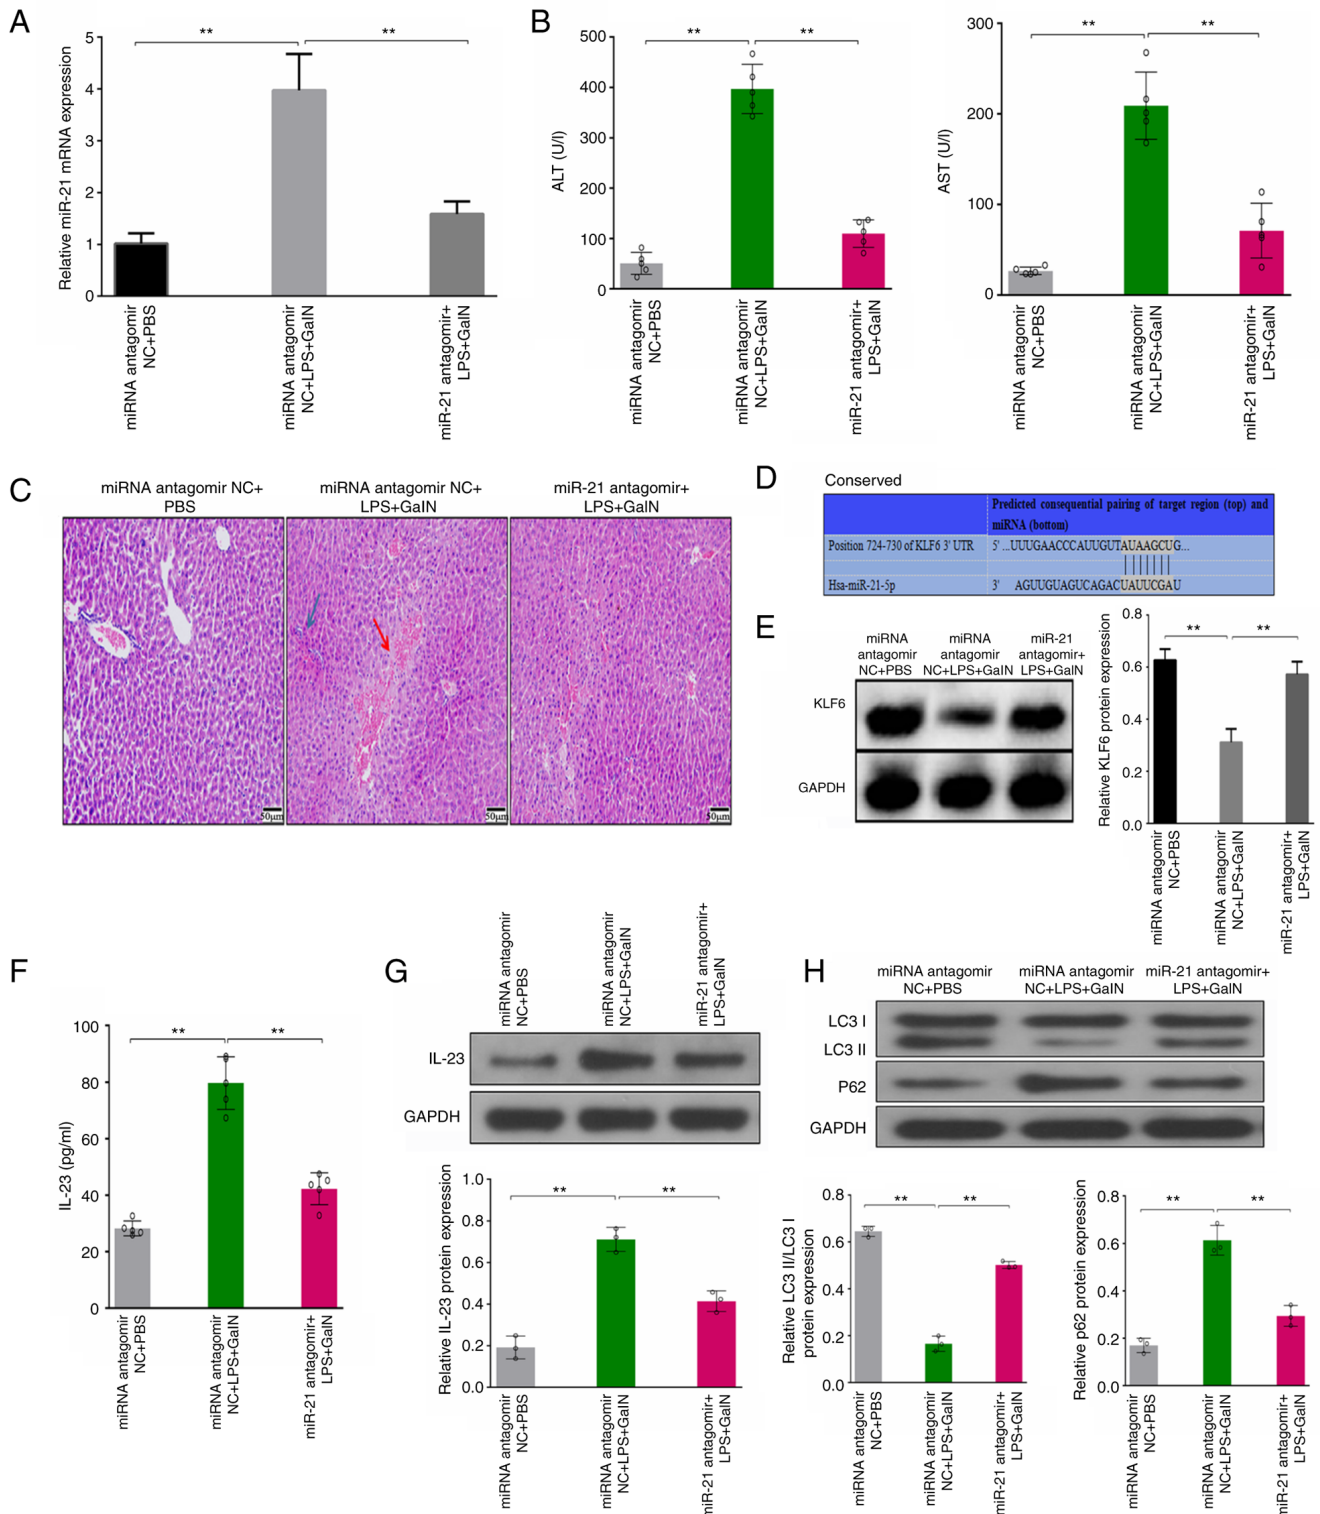 A
Relative miR-21 mRNA expression
5
4
3
2
1
0
**
**
miRNA antagomir
NC+PBS
miRNA antagomir
NC+LPS+GalN
miR-21 antagomir+
LPS+GalN
B
ALT (U/l)
500
400
300
200
100
0
**
**
miRNA antagomir
NC+PBS
miRNA antagomir
NC+LPS+GalN
miR-21 antagomir+
LPS+GalN
AST (U/l)
300
200
100
0
**
**
miRNA antagomir
NC+PBS
miRNA antagomir
NC+LPS+GalN
miR-21 antagomir+
LPS+GalN
C
miRNA antagomir NC+
PBS
miRNA antagomir NC+
LPS+GalN
miR-21 antagomir+
LPS+GalN
50μm
50μm
50μm
D
Conserved
Predicted consequential pairing of target region (top) and
miRNA (bottom)
Position 724-730 of KLF6 3' UTR 5' ...UUUGAACCCAUUGUTAUAAGCUG...
Hsa-miR-21-5p 3' AGUUGUAGUCAGACUAUUCGAU
E
miRNA
antagomir
NC+PBS
miRNA
antagomir
NC+LPS+GalN
miR-21
antagomir+
LPS+GalN
KLF6
GAPDH
Relative KLF6 protein expression
0.8
0.6
0.4
0.2
0.0
**
**
miRNA antagomir
NC+PBS
miRNA antagomir
NC+LPS+GalN
miR-21 antagomir+
LPS+GalN
F
IL-23 (pg/ml)
100
80
60
40
20
0
**
**
miRNA antagomir
NC+PBS
miRNA antagomir
NC+LPS+GalN
miR-21 antagomir+
LPS+GalN
G
miRNA antagomir
NC+PBS
miRNA antagomir
NC+LPS+GalN
miR-21 antagomir+
LPS+GalN
IL-23
GAPDH
Relative IL-23 protein expression
1.0
0.8
0.6
0.4
0.2
0.0
**
**
miRNA antagomir
NC+PBS
miRNA antagomir
NC+LPS+GalN
miR-21 antagomir+
LPS+GalN
H
miRNA antagomir
NC+PBS
miRNA antagomir
NC+LPS+GalN
miR-21 antagomir+
LPS+GalN
LC3 I
LC3 II
P62
GAPDH
Relative LC3 II/LC3 I
protein expression
0.8
0.6
0.4
0.2
0.0
**
**
miRNA antagomir
NC+PBS
miRNA antagomir
NC+LPS+GalN
miR-21 antagomir+
LPS+GalN
Relative p62 protein expression
0.8
0.6
0.4
0.2
0.0
**
**
miRNA antagomir
NC+PBS
miRNA antagomir
NC+LPS+GalN
miR-21 antagomir+
LPS+GalN